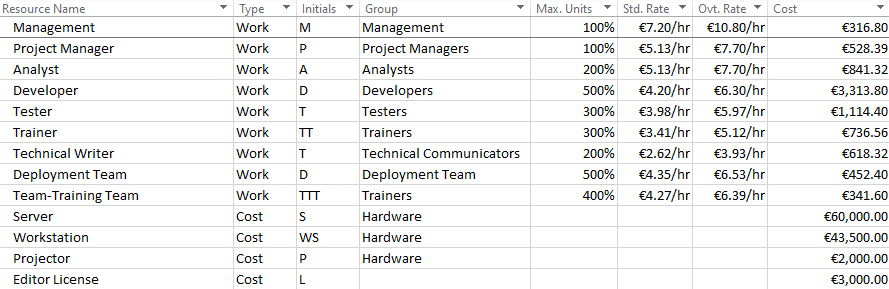 Resource Name Type Initials Group Max. Units Std. Rate Ovt. Rate Cost
Management Work M Management 100% €7.20/hr €10.80/hr €316.80
Project Manager Work P Project Managers 100% €5.13/hr €7.70/hr €528.39
Analyst Work A Analysts 200% €5.13/hr €7.70/hr €841.32
Developer Work D Developers 500% €4.20/hr €6.30/hr €3,313.80
Tester Work T Testers 300% €3.98/hr €5.97/hr €1,114.40
Trainer Work TT Trainers 300% €3.41/hr €5.12/hr €736.56
Technical Writer Work T Technical Communicators 200% €2.62/hr €3.93/hr €618.32
Deployment Team Work D Deployment Team 500% €4.35/hr €6.53/hr €452.40
Team-Training Team Work TTT Trainers 400% €4.27/hr €6.39/hr €341.60
Server Cost S Hardware €60,000.00
Workstation Cost WS Hardware €43,500.00
Projector Cost P Hardware €2,000.00
Editor License Cost L €3,000.00